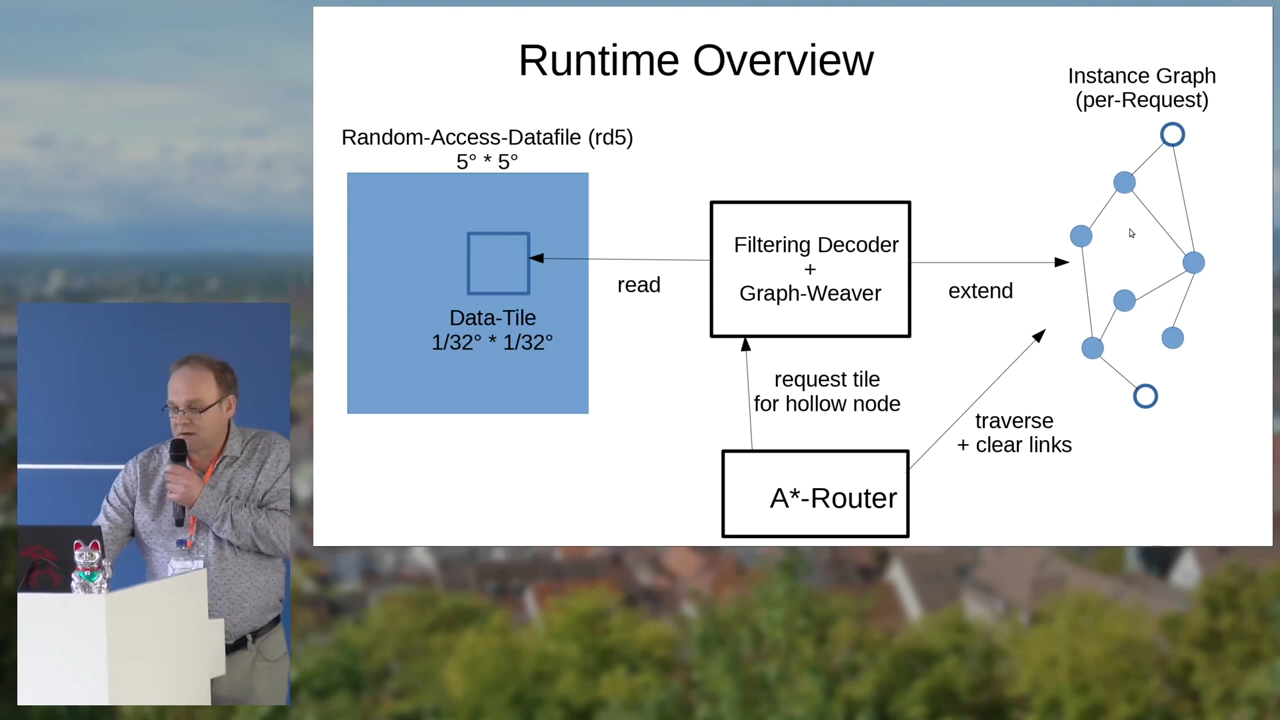 Runtime Overview
Instance Graph
(per-Request)
Random-Access-Datafile (rd5)
5° * 5°
Filtering Decoder
+
Graph-Weaver
read
extend
Data-Tile
1/32° * 1/32°
request tile
for hollow node
traverse
+ clear links
A*-Router